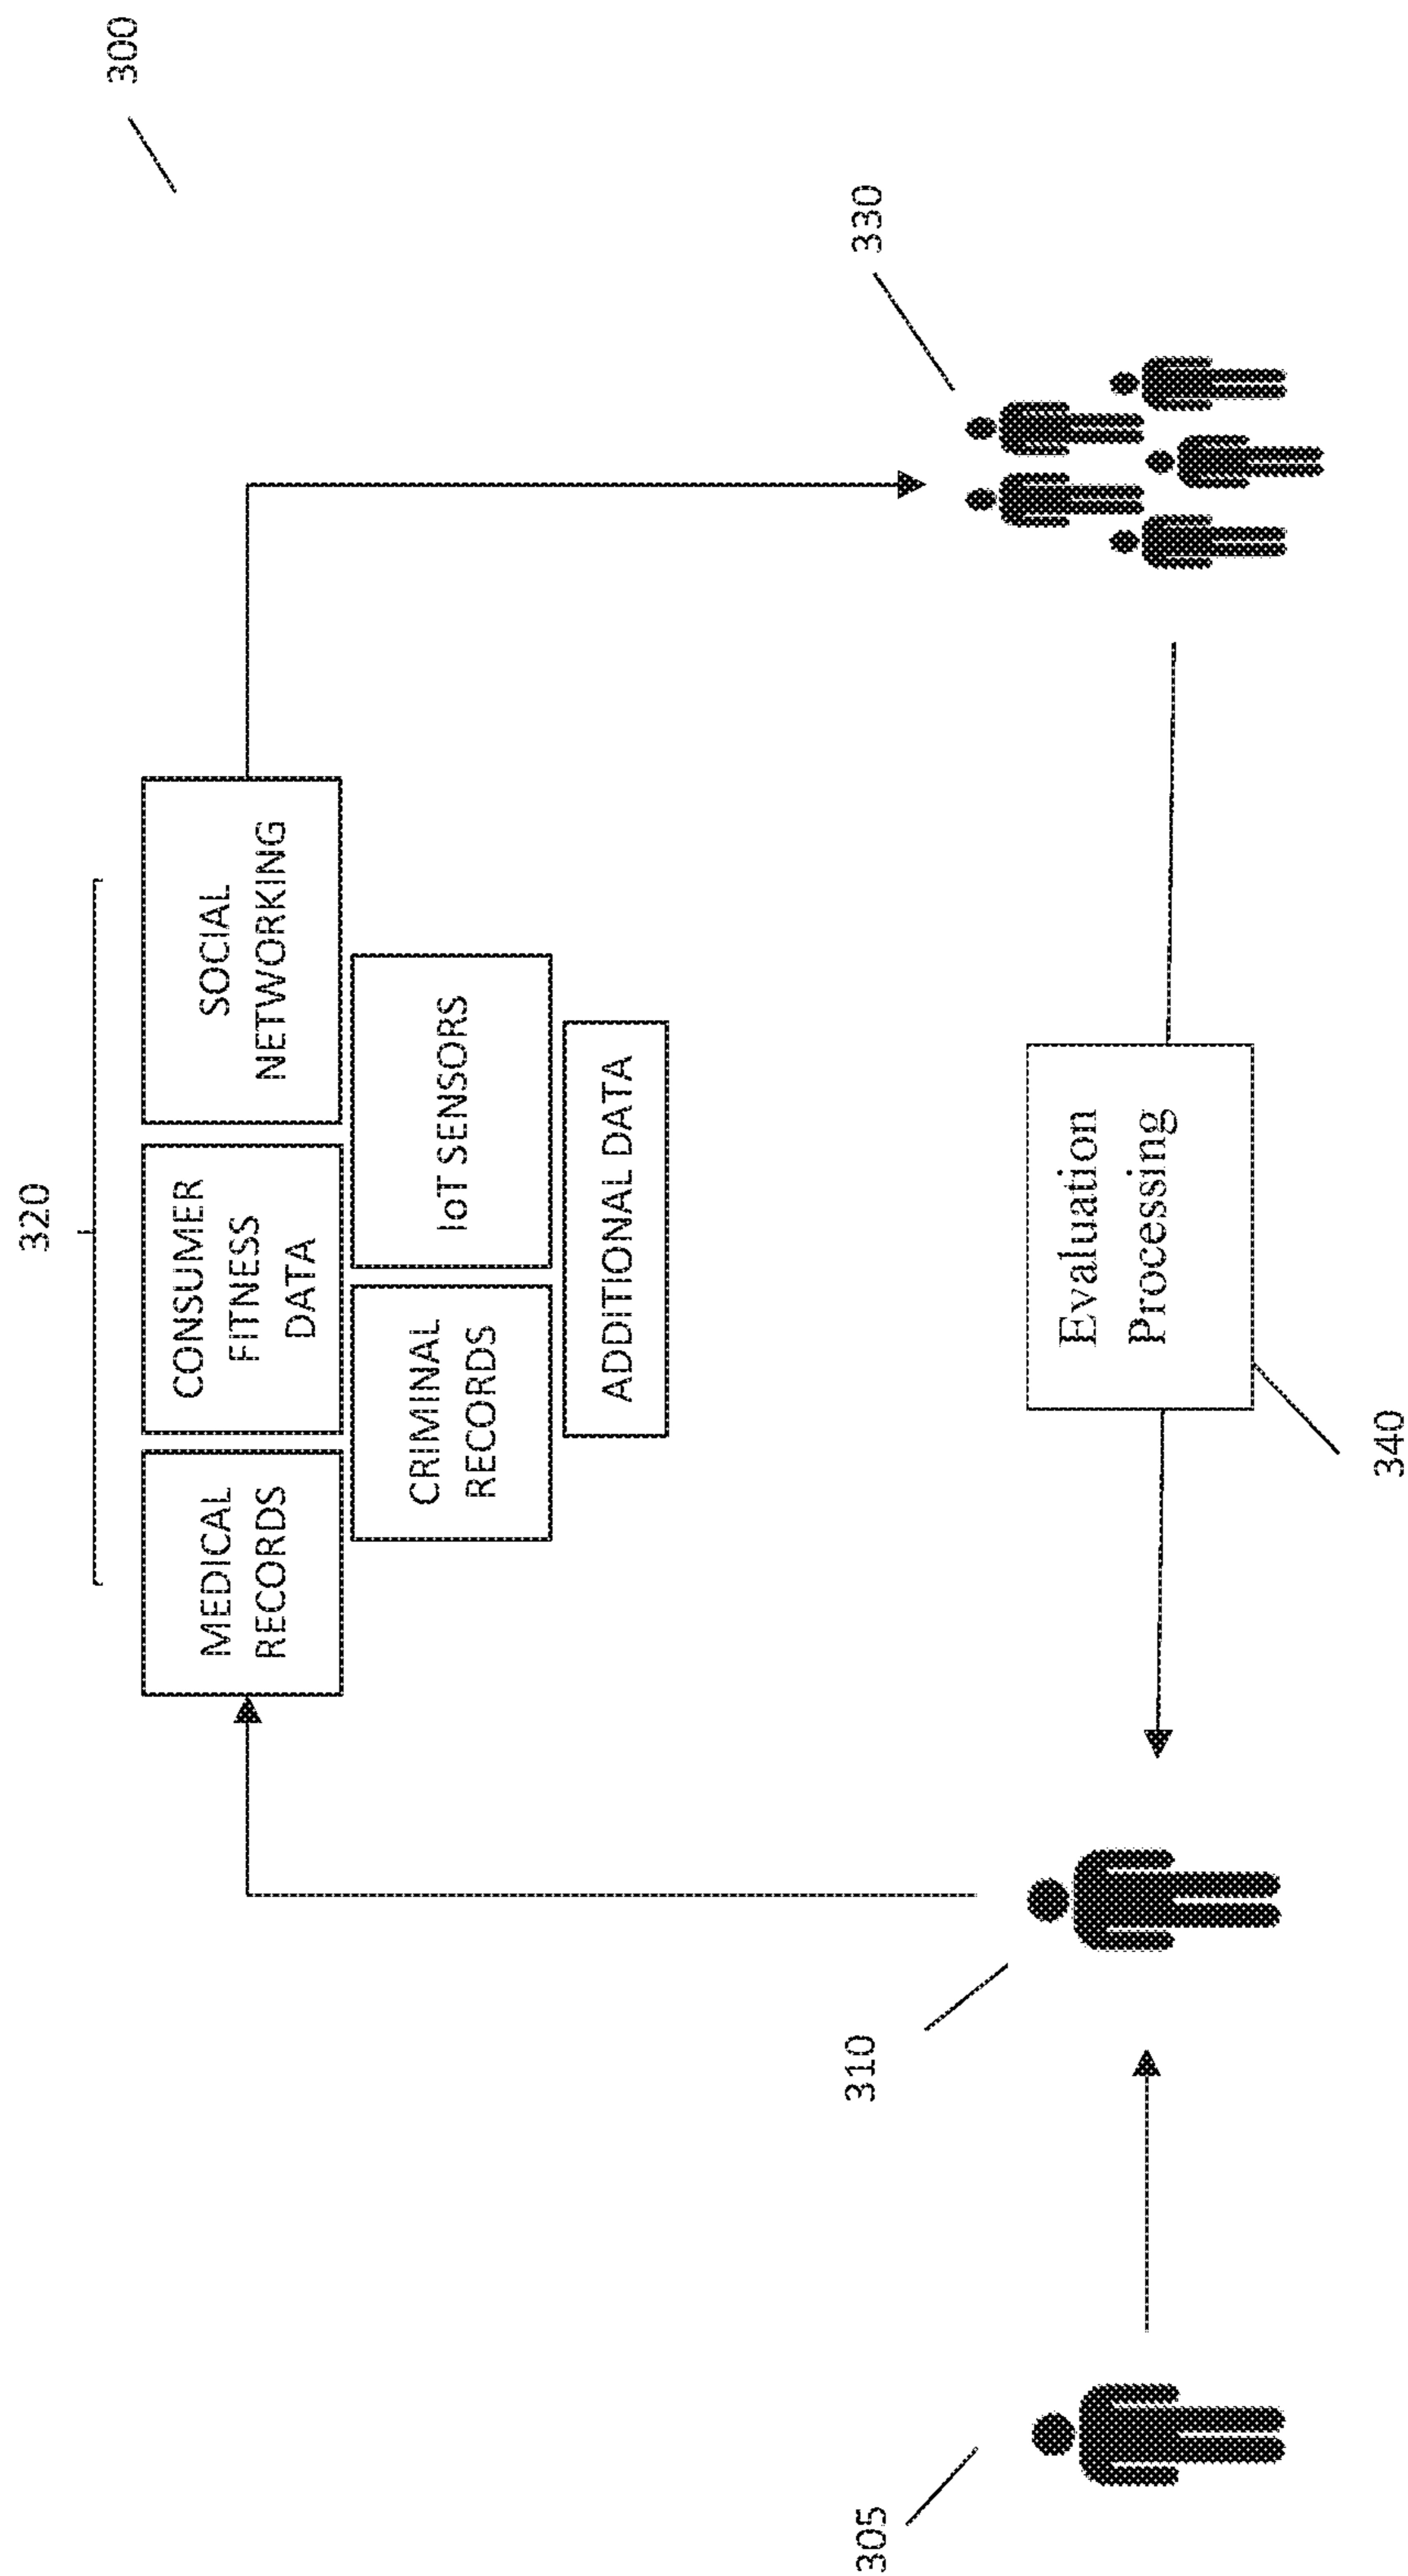 300
320
MEDICAL
RECORDS
CONSUMER
FITNESS
DATA
SOCIAL
NETWORKING
CRIMINAL
RECORDS
IoT SENSORS
ADDITIONAL DATA
305
310
330
Evaluation
Processing
340